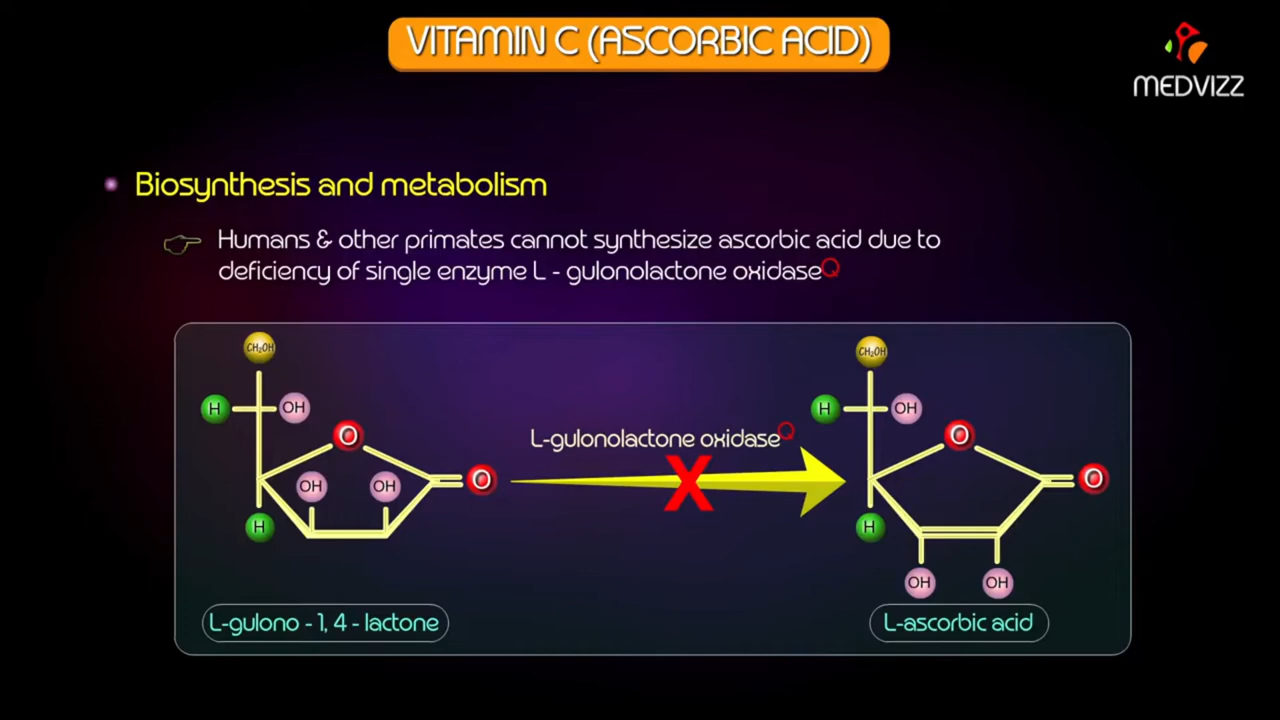 VITAMIN C (ASCORBIC ACID)
MEDVIZZ
Biosynthesis and metabolism
Humans & other primates cannot synthesize ascorbic acid due to
deficiency of single enzyme L - gulonolactone oxidaseQ
CH₂OH
H
OH
O
OH
OH
O
H
L-gulono - 1, 4 - lactone
L-gulonolactone oxidaseQ
X
CH₂OH
H
OH
O
O
H
OH
OH
L-ascorbic acid